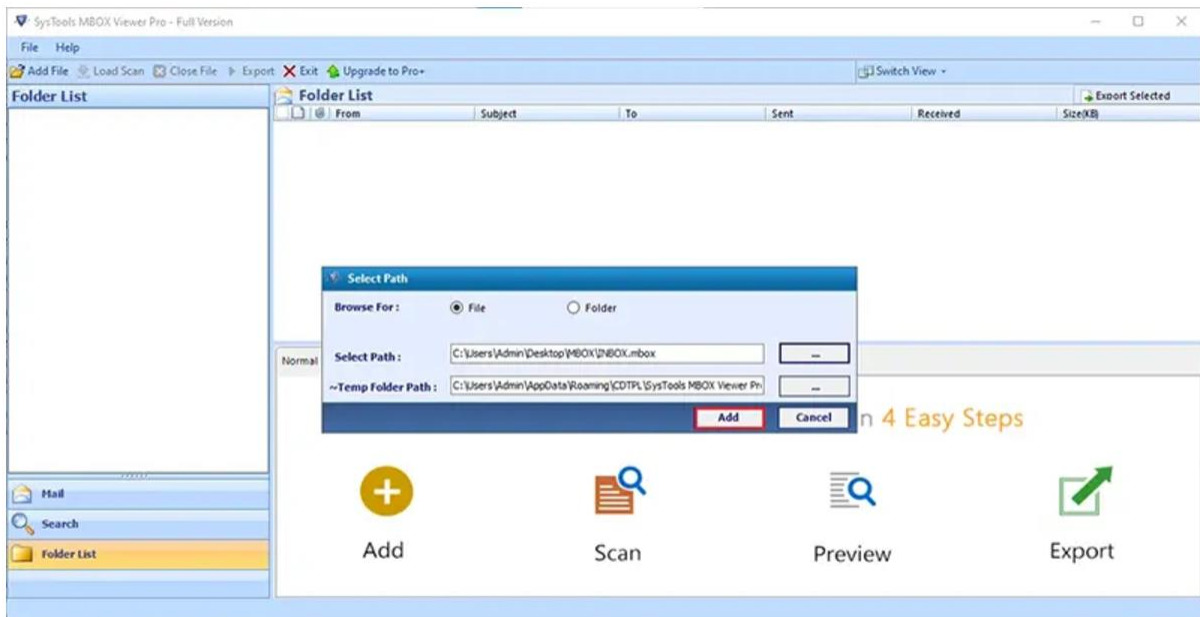 SysTools MBOX Viewer Pro - Full Version
File Help
Add File Load Scan Close File Export Exit Upgrade to Pro+ Switch View
Folder List
Folder List
Export Selected
From Subject To Sent Received Size(KB)
Select Path
Browse For : File Folder
Select Path : C:\Users\Admin\Desktop\MBOX\INBOX.mbox ...
~Temp Folder Path : C:\Users\Admin\AppData\Roaming\CDTPL\SysTools MBOX Viewer Pr ...
Add Cancel
Normal
n 4 Easy Steps
Mail
Search
Folder List
Add Scan Preview Export